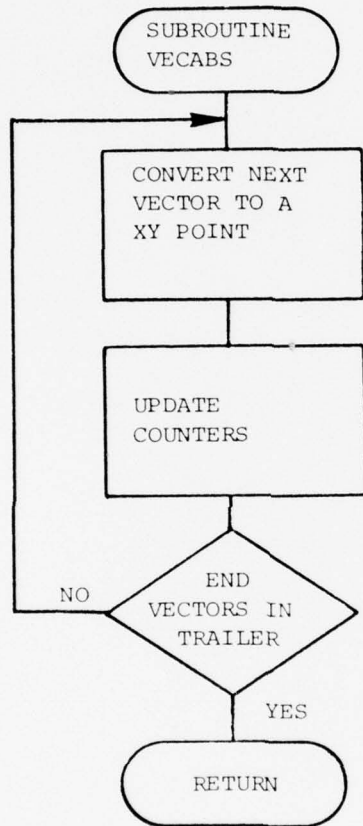 SUBROUTINE
VECABS
CONVERT NEXT
VECTOR TO A
XY POINT
UPDATE
COUNTERS
END
VECTORS IN
TRAILER
NO
YES
RETURN